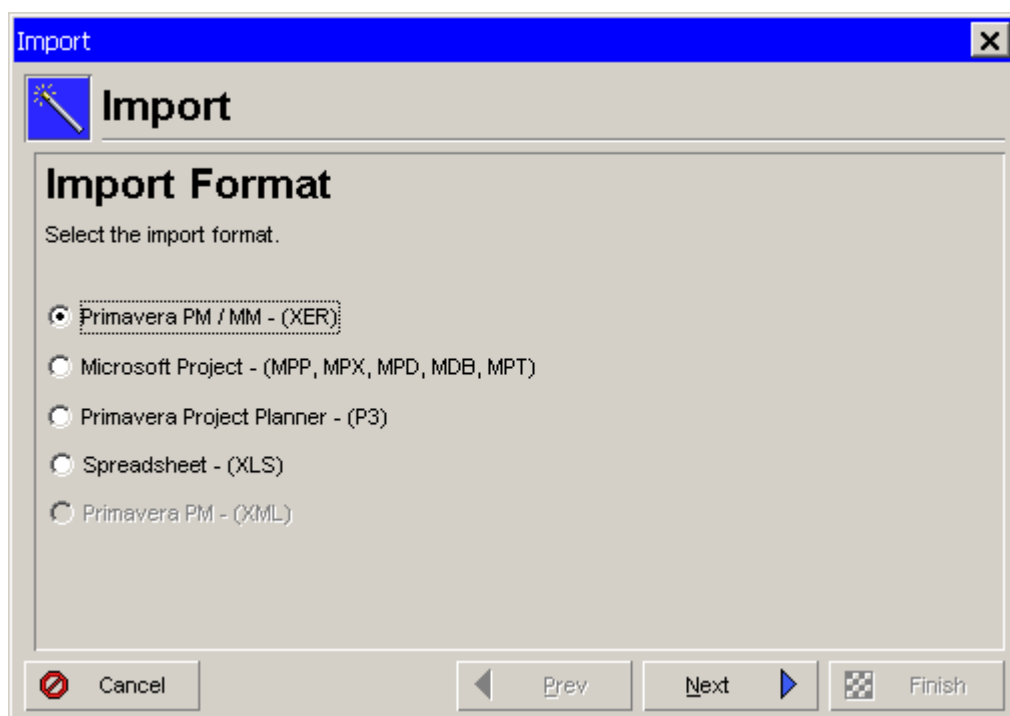 Import
Import
Import Format
Select the import format.
Primavera PM / MM - (XER)
Microsoft Project - (MPP, MPX, MPD, MDB, MPT)
Primavera Project Planner - (P3)
Spreadsheet - (XLS)
Primavera PM - (XML)
Cancel Prev Next Finish